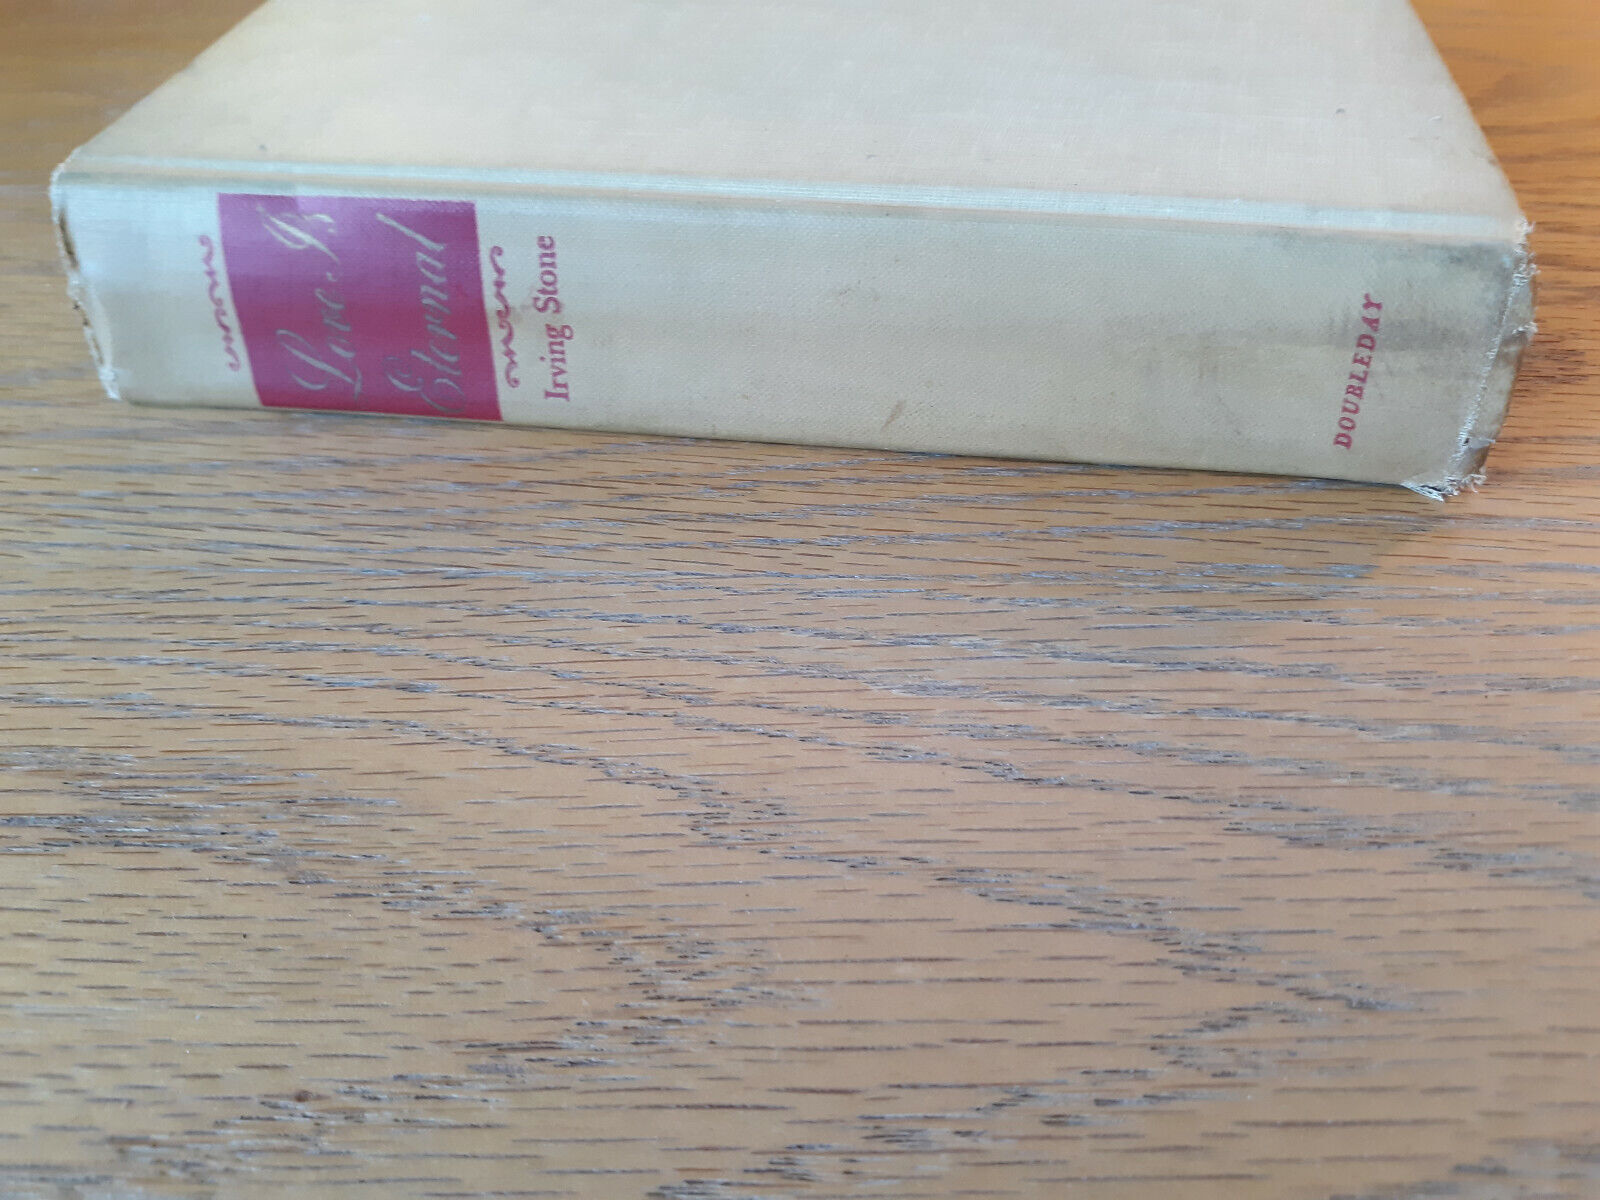 Love Is
Eternal
Irving Stone
DOUBLEDAY